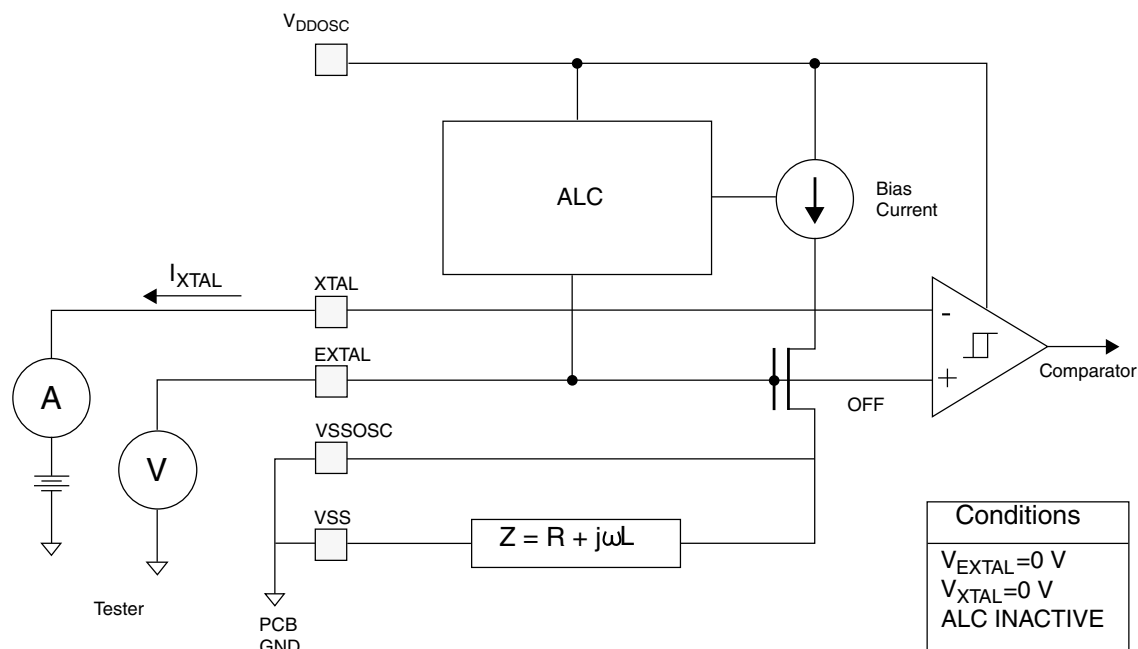 VDDOSC
ALC
Bias
Current
IXTAL
XTAL
-
EXTAL
+
Comparator
A
OFF
VSSOSC
V
VSS
Z = R + jωL
Conditions
VEXTAL=0 V
VXTAL=0 V
ALC INACTIVE
Tester
PCB
GND